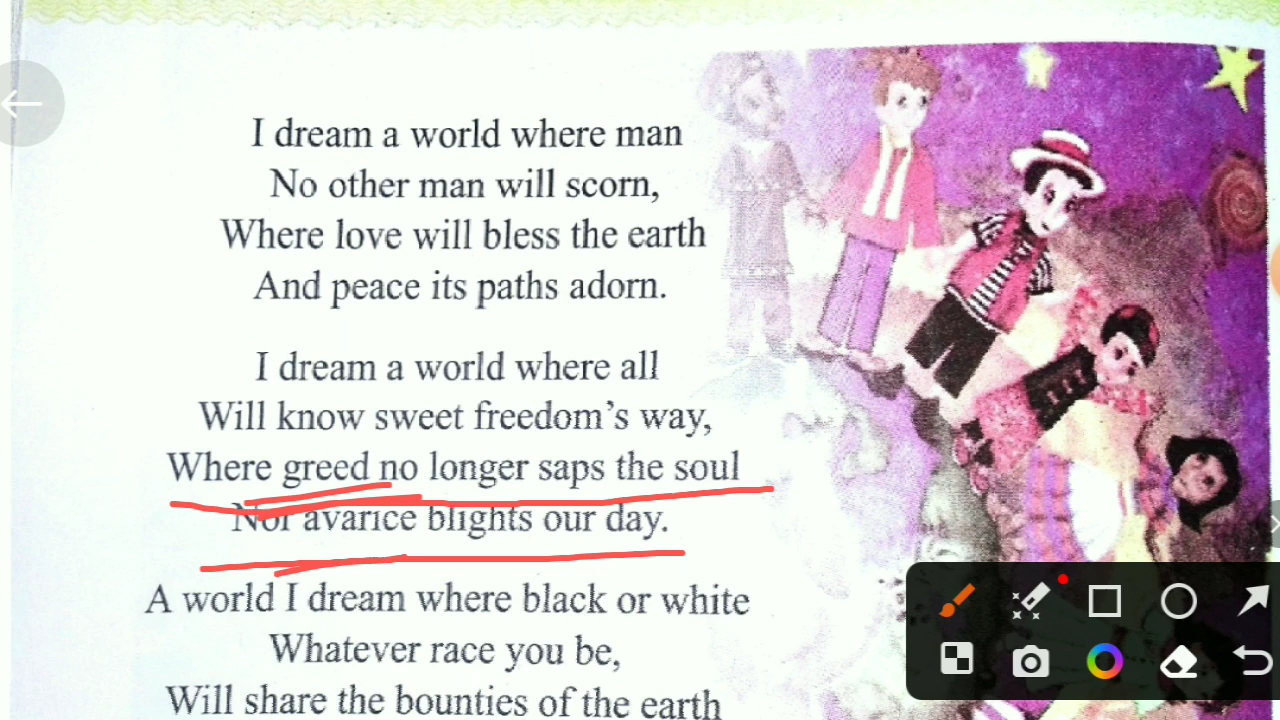 I dream a world where man
No other man will scorn,
Where love will bless the earth
And peace its paths adorn.
I dream a world where all
Will know sweet freedom's way,
Where greed no longer saps the soul
Nor avarice blights our day.
A world I dream where black or white
Whatever race you be,
Will share the bounties of the earth